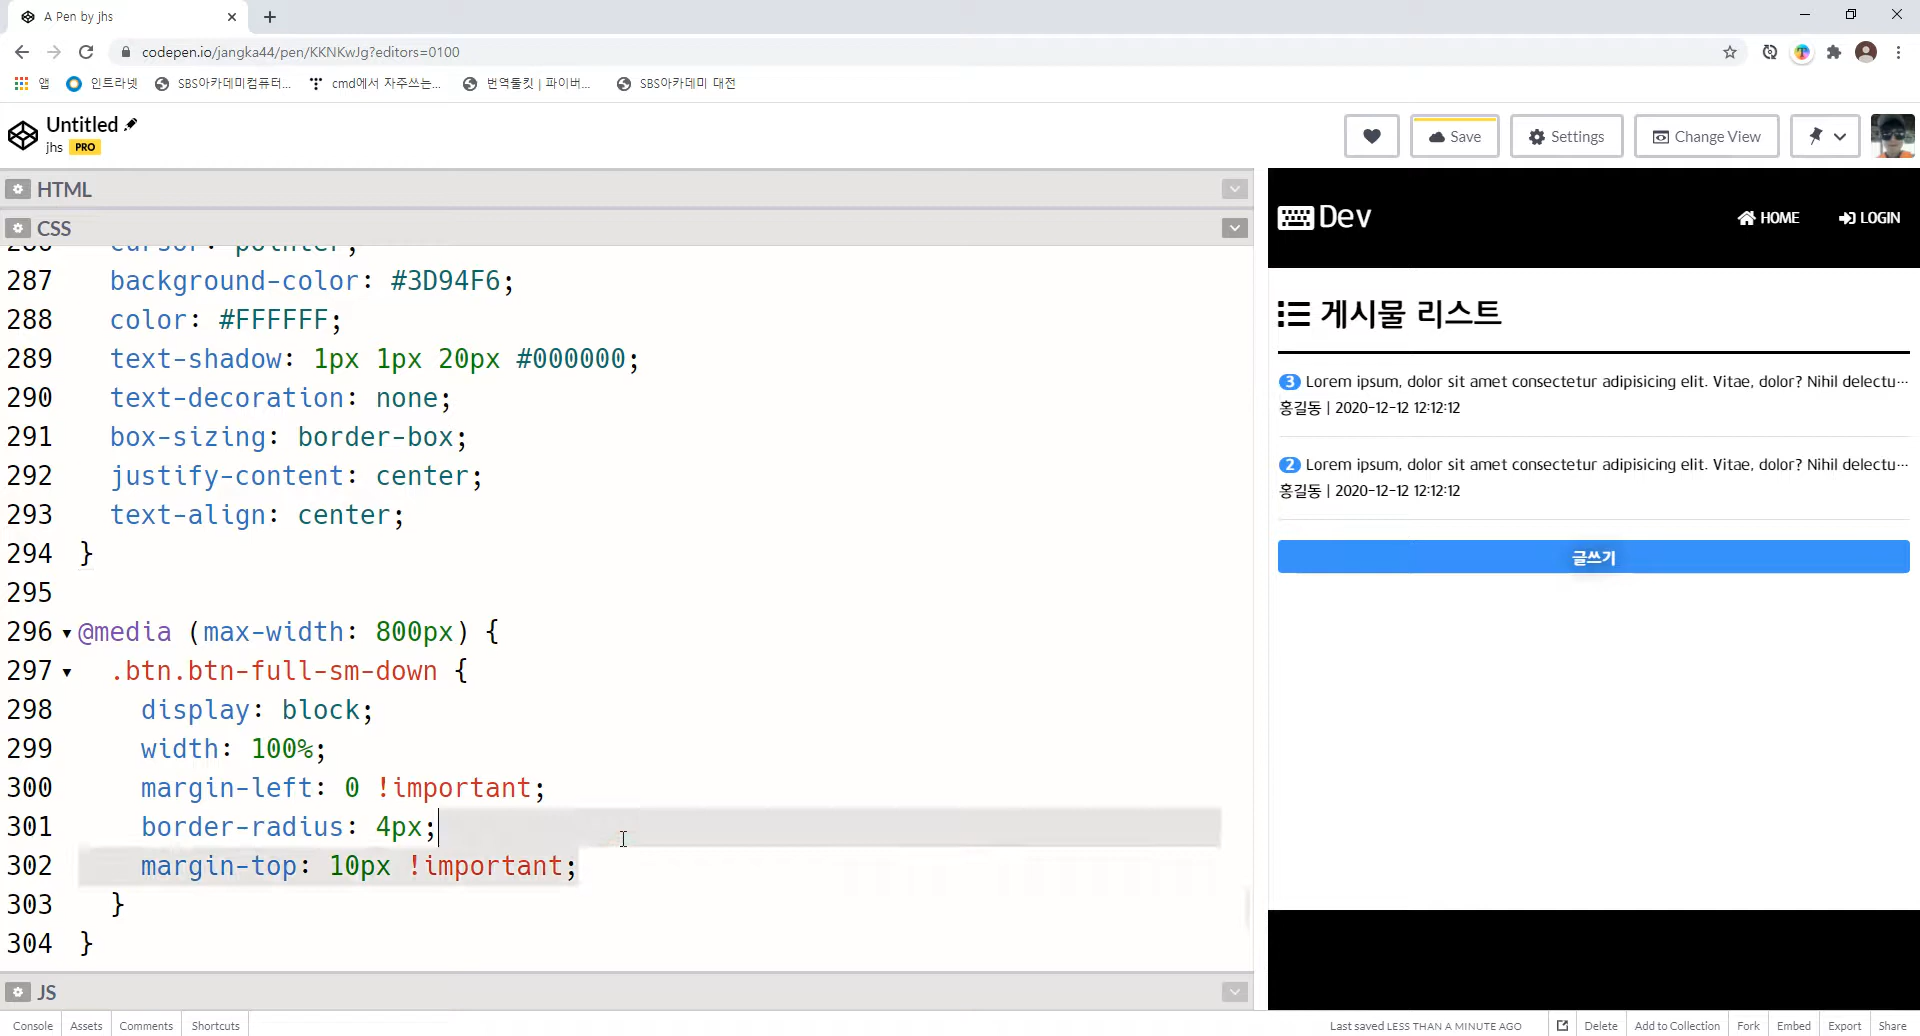 A Pen by jhs
codepen.io/jangka44/pen/KKNKwJg?editors=0100
앱 인트라넷 SBS아카데미컴퓨터... cmd에서 자주쓰는... 번역툴킷 | 파이버... SBS아카데미 대전
Untitled
jhs PRO
Save Settings Change View
HTML
CSS
286 cursor: pointer;
287 background-color: #3D94F6;
288 color: #FFFFFF;
289 text-shadow: 1px 1px 20px #000000;
290 text-decoration: none;
291 box-sizing: border-box;
292 justify-content: center;
293 text-align: center;
294 }
295
296 @media (max-width: 800px) {
297 .btn.btn-full-sm-down {
298 display: block;
299 width: 100%;
300 margin-left: 0 !important;
301 border-radius: 4px;
302 margin-top: 10px !important;
303 }
304 }
JS
Dev HOME LOGIN
게시물 리스트
3 Lorem ipsum, dolor sit amet consectetur adipisicing elit. Vitae, dolor? Nihil delectu…
홍길동 | 2020-12-12 12:12:12
2 Lorem ipsum, dolor sit amet consectetur adipisicing elit. Vitae, dolor? Nihil delectu…
홍길동 | 2020-12-12 12:12:12
글쓰기
Console Assets Comments Shortcuts Last saved LESS THAN A MINUTE AGO Delete Add to Collection Fork Embed Export Share